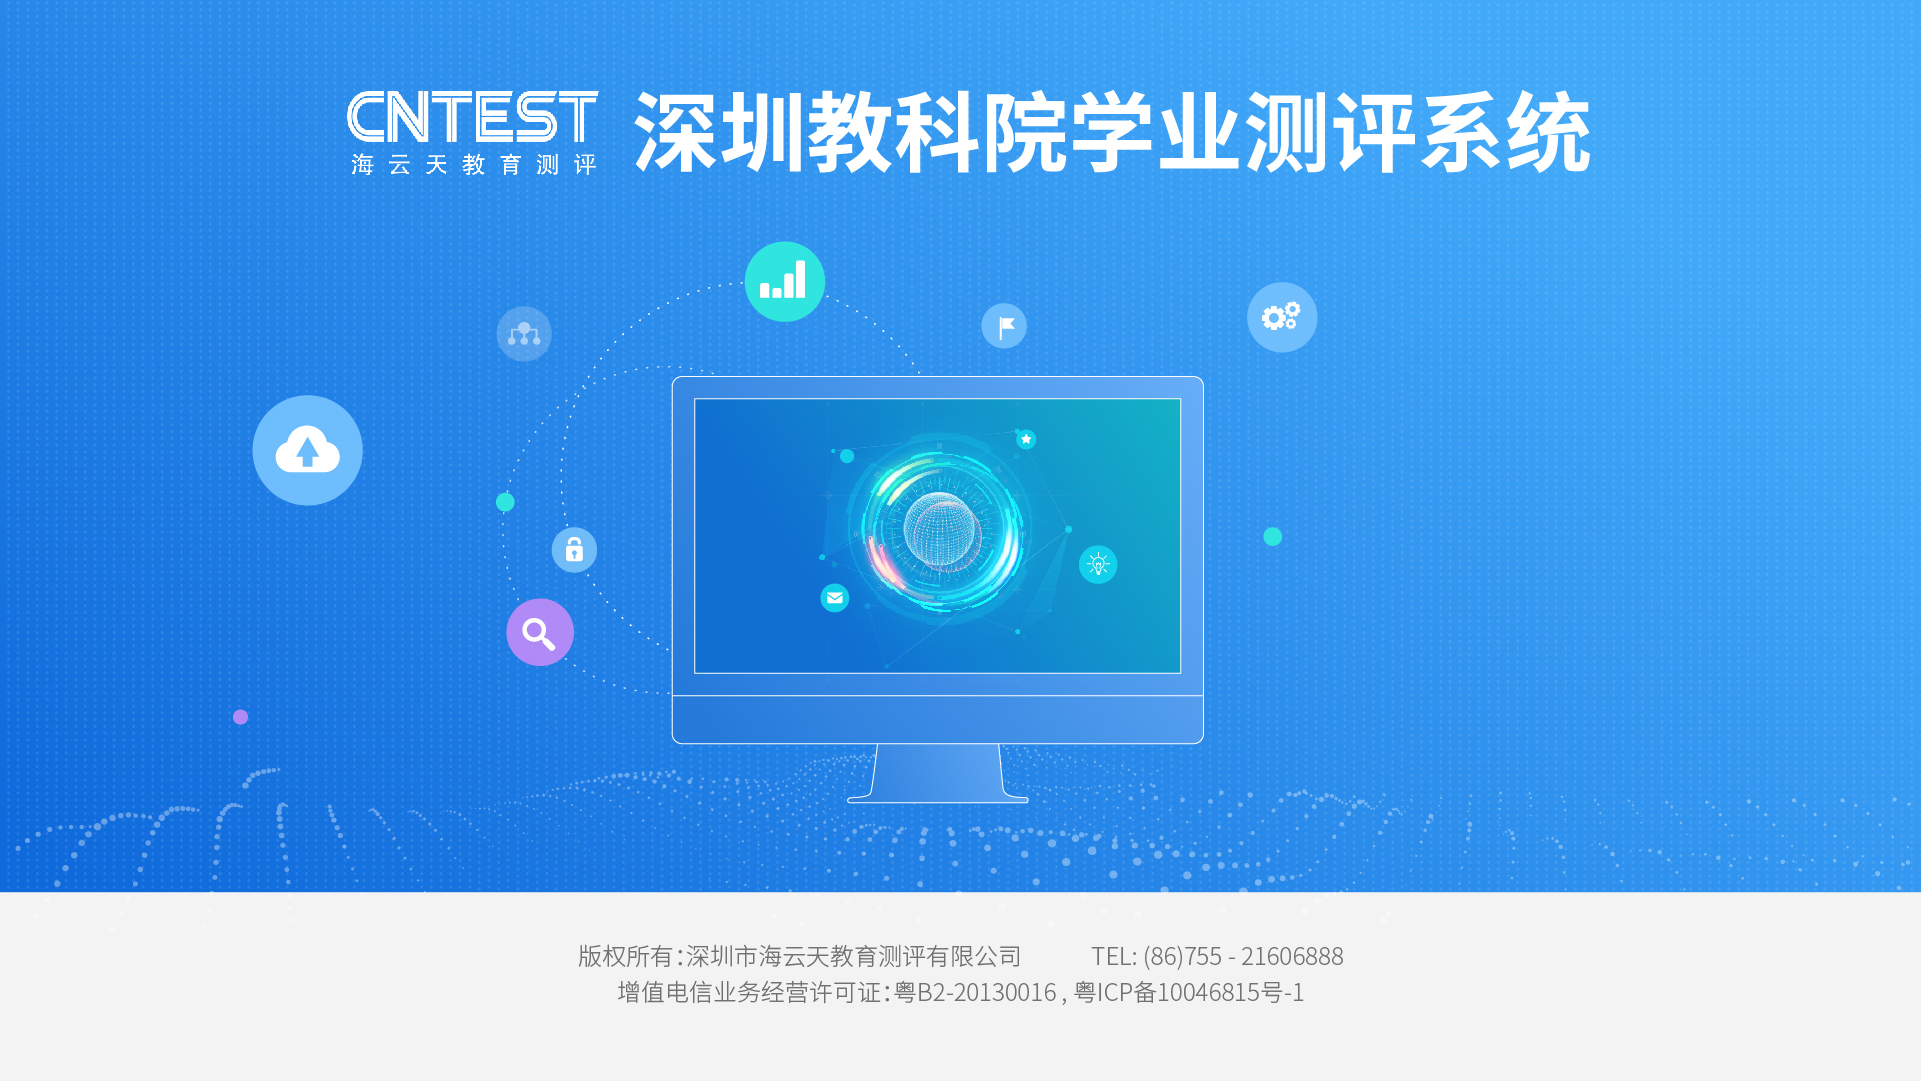 CNTEST
海云天教育测评
深圳教科院学业测评系统
版权所有：深圳市海云天教育测评有限公司 TEL: (86)755 - 21606888
增值电信业务经营许可证：粤B2-20130016 , 粤ICP备10046815号-1